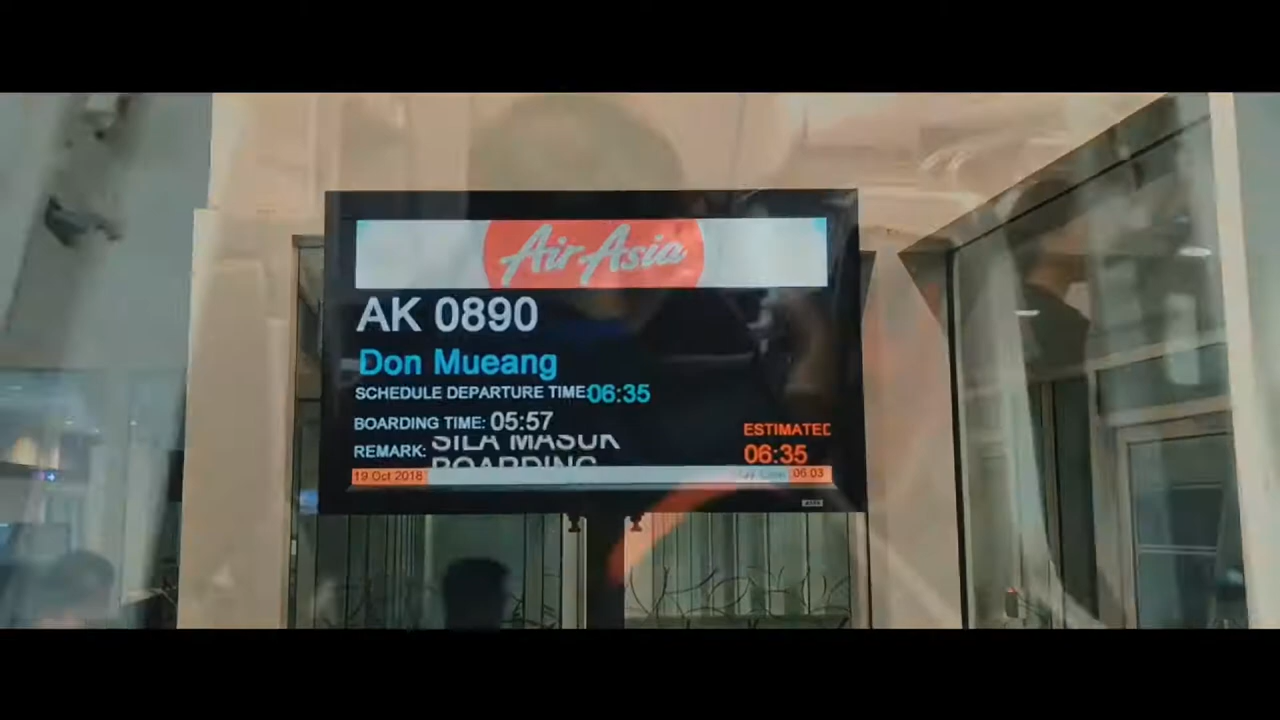 AirAsia
AK 0890
Don Mueang
SCHEDULE DEPARTURE TIME:06:35
BOARDING TIME: 05:57
ESTIMATED
REMARK: SILA MASUK
BOARDING
06:35
19 Oct 2018
06:03